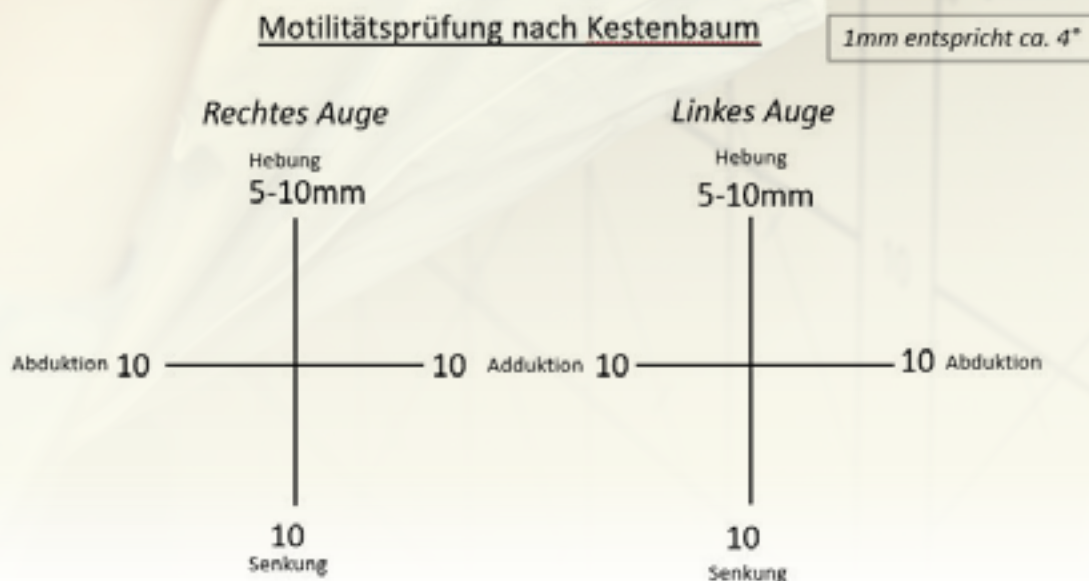 Motilitätsprüfung nach Kestenbaum
1mm entspricht ca. 4°
Rechtes Auge
Hebung
5-10mm
Abduktion 10
10 Adduktion
10
Senkung
Linkes Auge
Hebung
5-10mm
10
10 Abduktion
10
Senkung